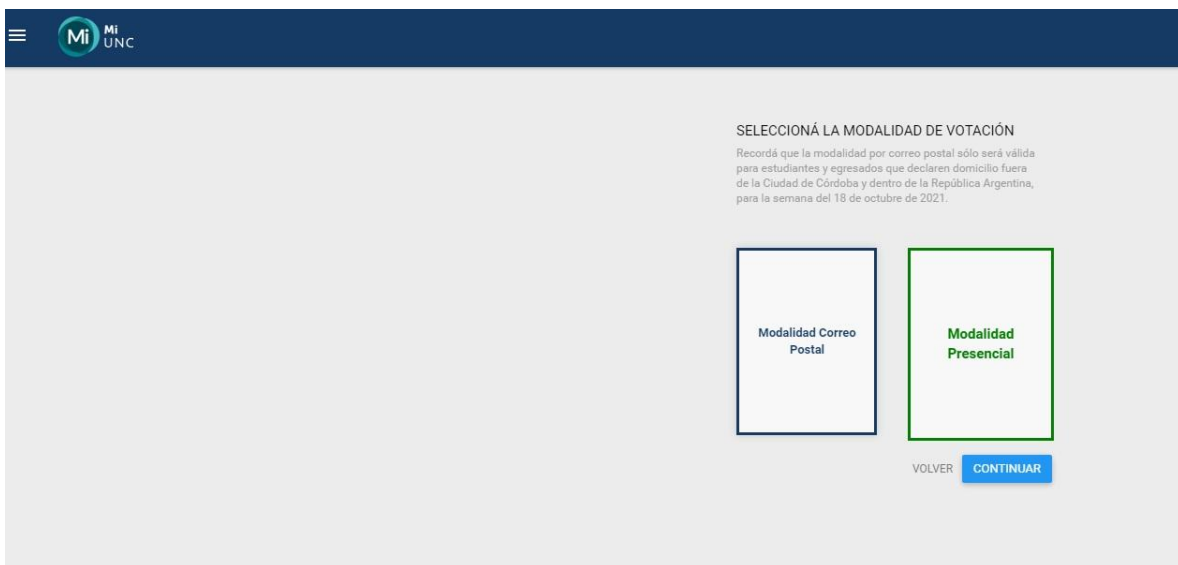 Mi
Mi
UNC
SELECCIONÁ LA MODALIDAD DE VOTACIÓN
Recordá que la modalidad por correo postal sólo será válida
para estudiantes y egresados que declaren domicilio fuera
de la Ciudad de Córdoba y dentro de la República Argentina,
para la semana del 18 de octubre de 2021.
Modalidad Correo
Postal
Modalidad
Presencial
VOLVER CONTINUAR